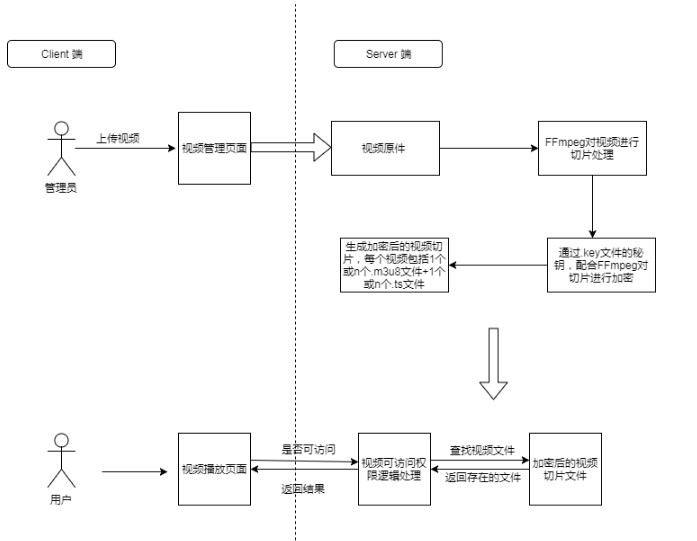 Client 端
Server 端
上传视频
管理员
视频管理页面
视频原件
FFmpeg对视频进行
切片处理
生成加密后的视频切
片，每个视频包括1个
或n个.m3u8文件+1个
或n个.ts文件
通过.key文件的秘
钥，配合FFmpeg对
切片进行加密
用户
视频播放页面
是否可访问
返回结果
视频可访问权
限逻辑处理
查找视频文件
返回存在的文件
加密后的视频
切片文件